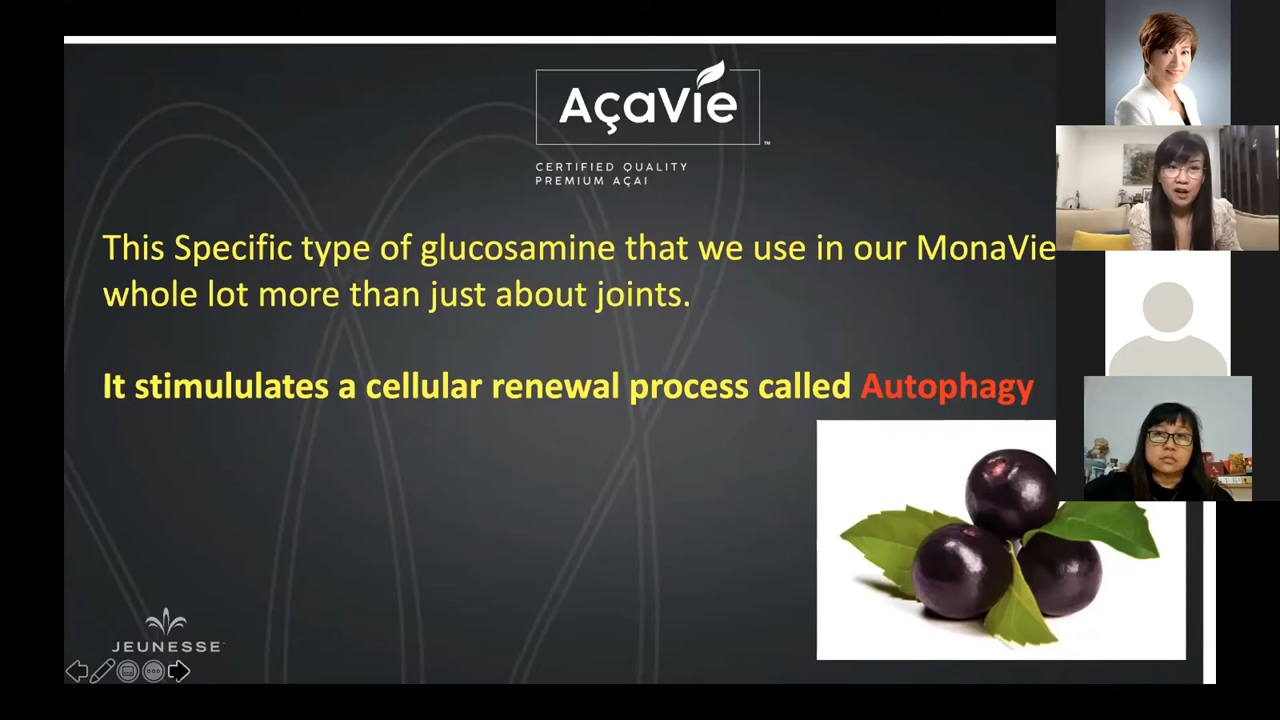 AçaVie
™
CERTIFIED QUALITY
PREMIUM AÇAI
This Specific type of glucosamine that we use in our MonaVie
whole lot more than just about joints.
It stimululates a cellular renewal process called Autophagy
JEUNESSE